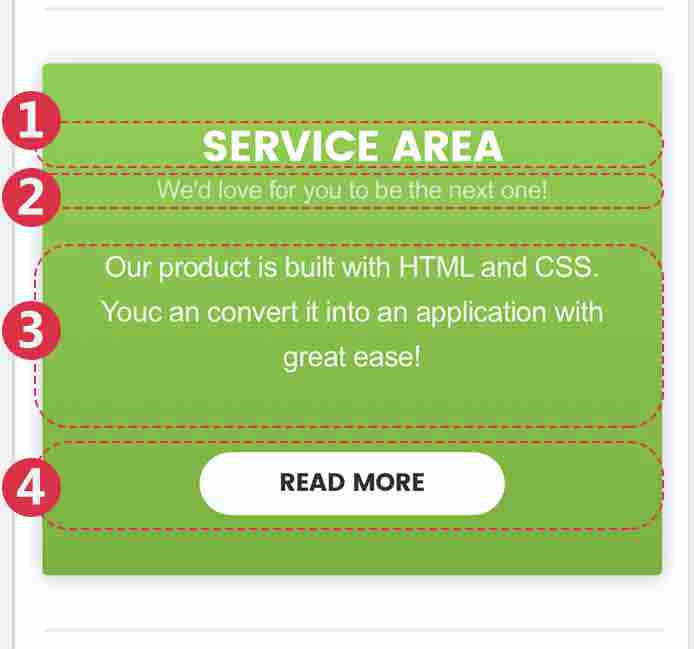 1
SERVICE AREA
2
We'd love for you to be the next one!
Our product is built with HTML and CSS.
3
Youc an convert it into an application with
great ease!
4
READ MORE